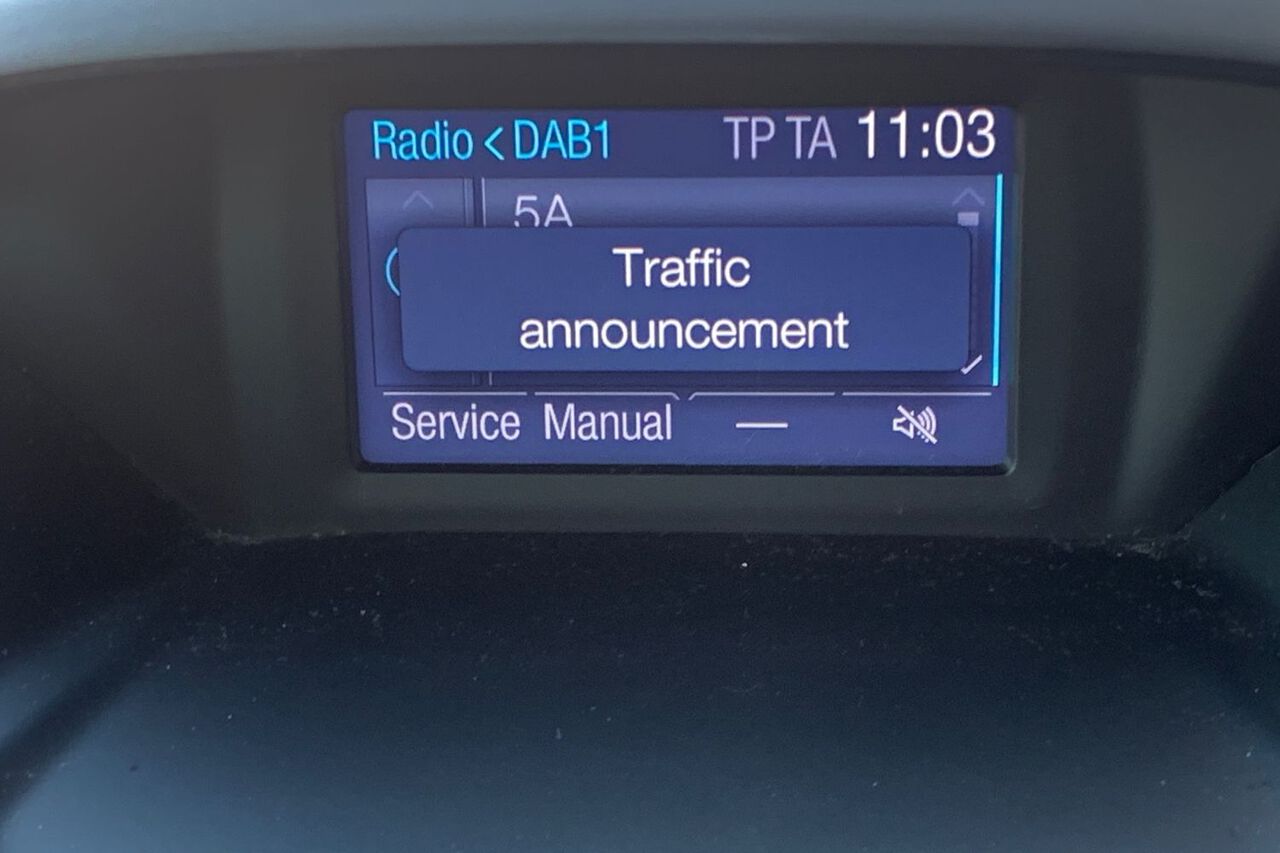 Radio < DAB1 TP TA 11:03
5A
Traffic
announcement
Service Manual —